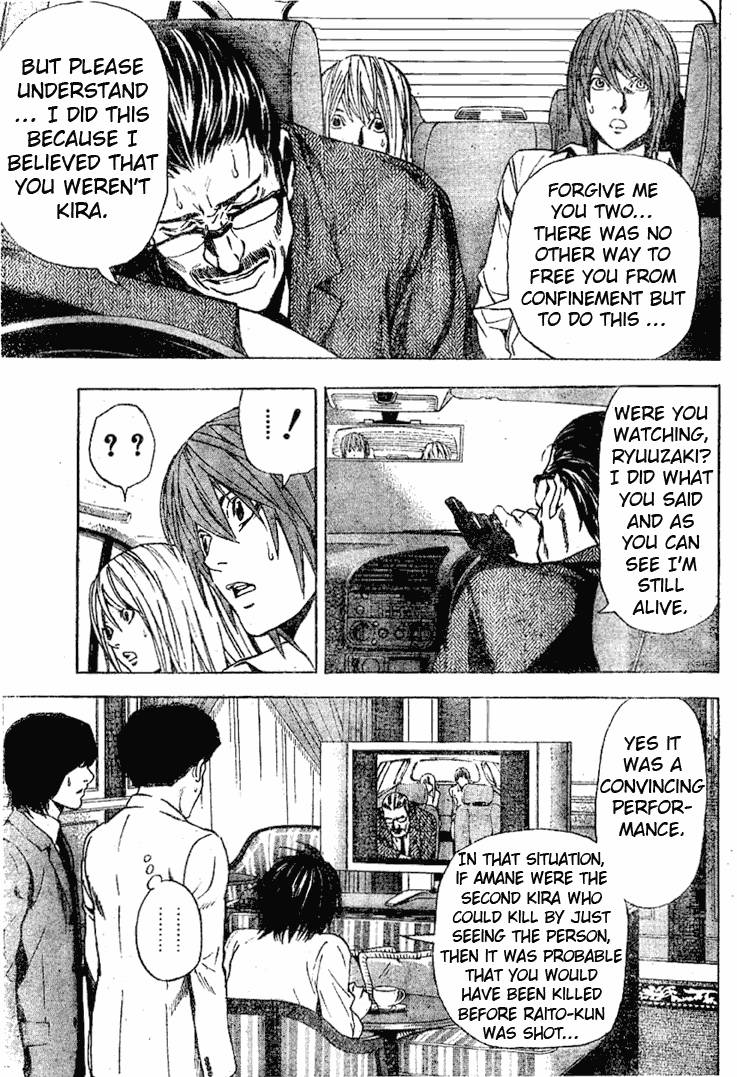 FORGIVE ME
YOU TWO...
THERE WAS NO
OTHER WAY TO
FREE YOU FROM
CONFINEMENT BUT
TO DO THIS ...
BUT PLEASE
UNDERSTAND
... I DID THIS
BECAUSE I
BELIEVED THAT
YOU WEREN'T
KIRA.
WERE YOU
WATCHING,
RYUUZAKI?
I DID WHAT
YOU SAID
AND AS
YOU CAN
SEE I'M
STILL
ALIVE.
...!
? ?
YES IT
WAS A
CONVINCING
PERFOR-
MANCE.
IN THAT SITUATION,
IF AMANE WERE THE
SECOND KIRA WHO
COULD KILL BY JUST
SEEING THE PERSON,
THEN IT WAS PROBABLE
THAT YOU WOULD
HAVE BEEN KILLED
BEFORE RAITO-KUN
WAS SHOT...
......